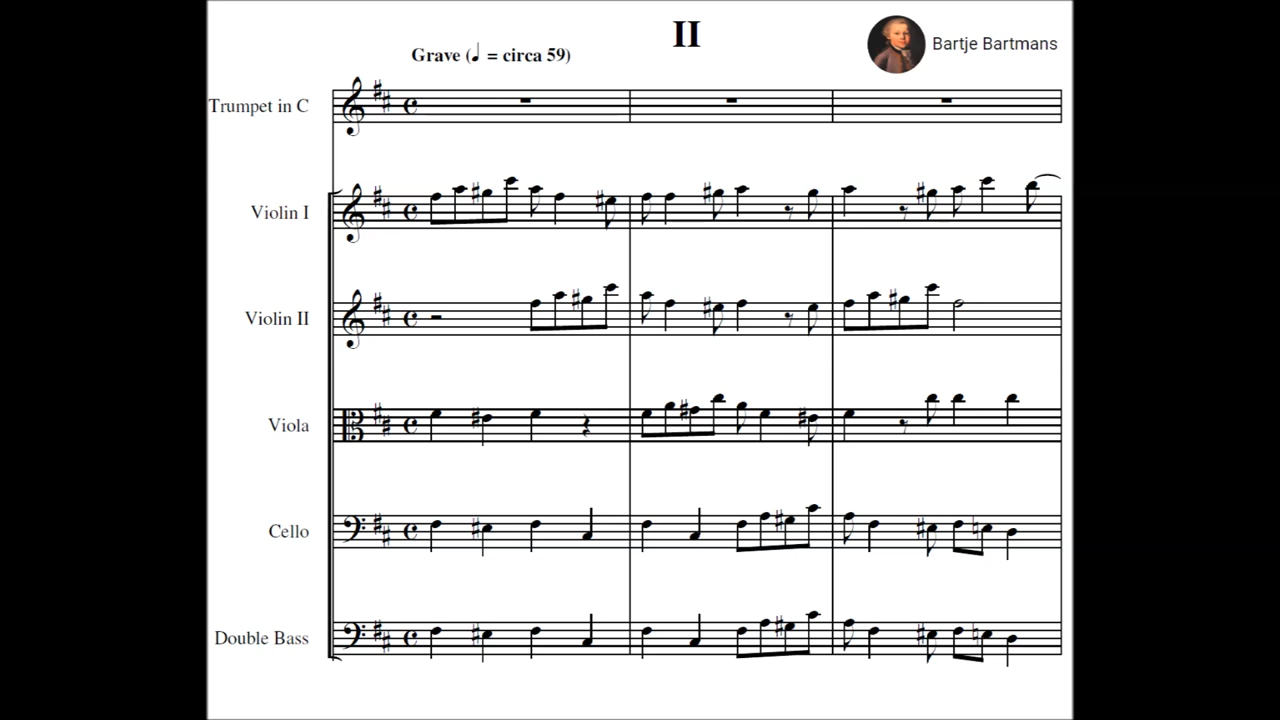 II
Bartje Bartmans
Grave (♩ = circa 59)
Trumpet in C
Violin I
Violin II
Viola
Cello
Double Bass